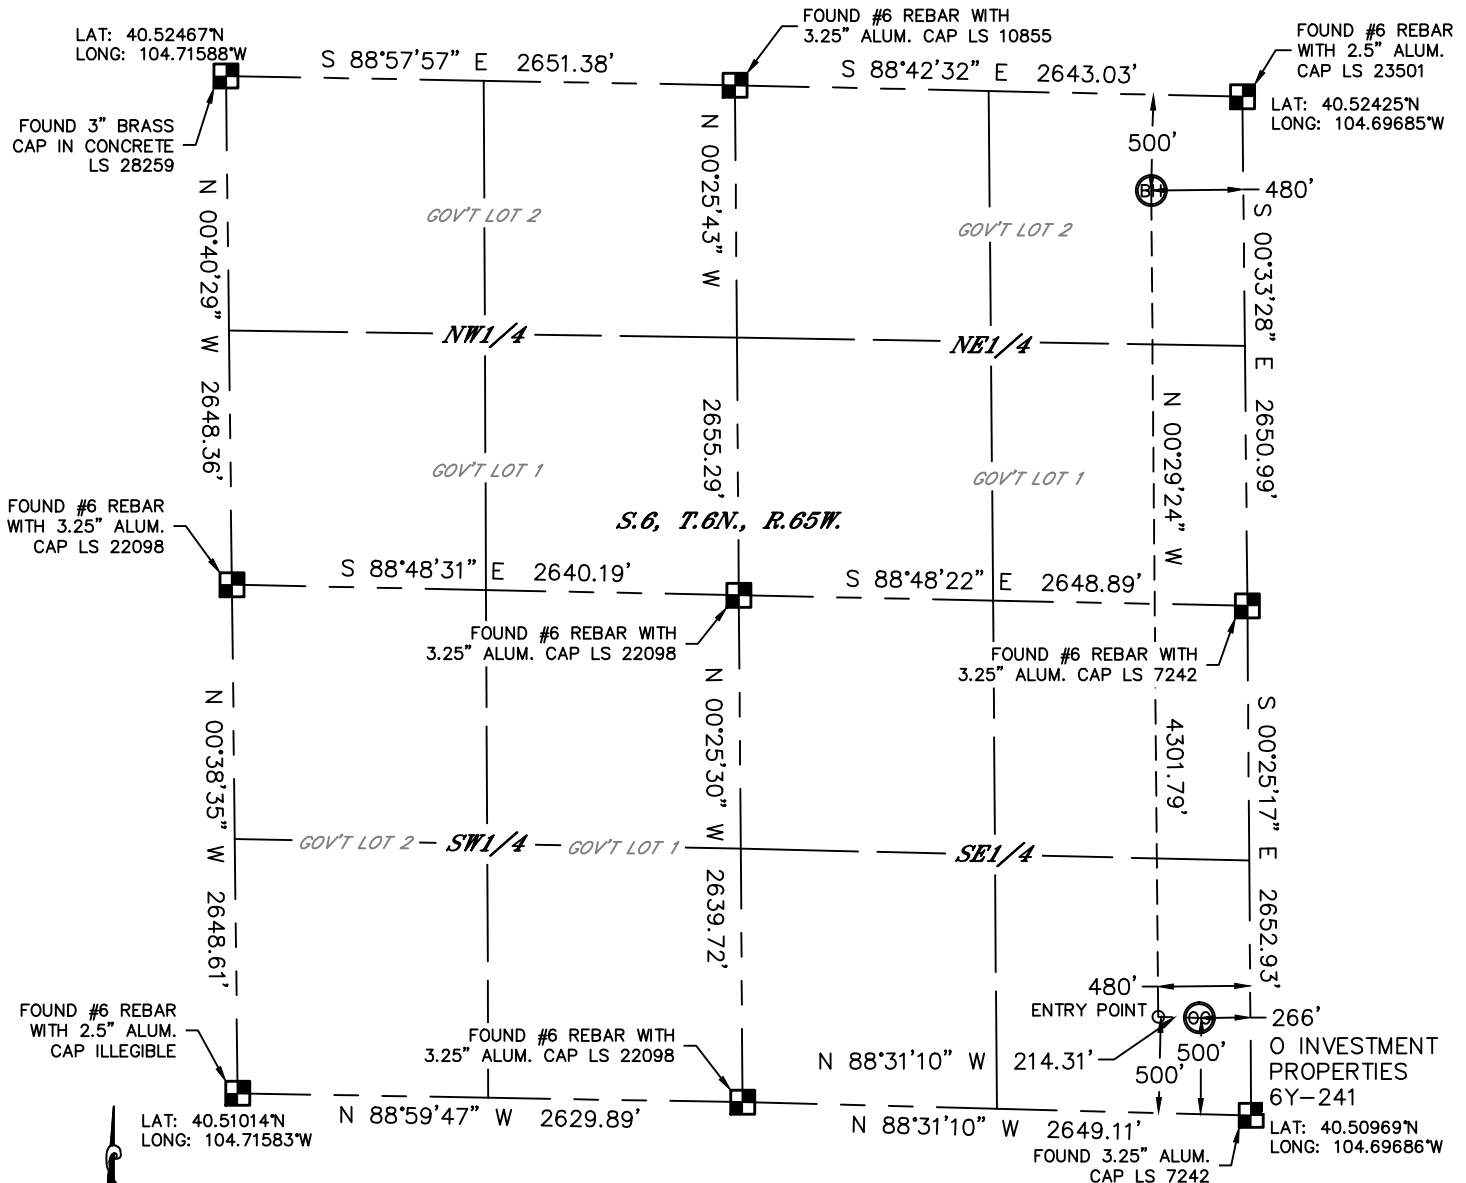 LAT: 40.52467°N
LONG: 104.71588°W
S 88°57'57" E 2651.38'
FOUND #6 REBAR WITH
3.25" ALUM. CAP LS 10855
S 88°42'32" E 2643.03'
FOUND #6 REBAR
WITH 2.5" ALUM.
CAP LS 23501
LAT: 40.52425°N
LONG: 104.69685°W
FOUND 3" BRASS
CAP IN CONCRETE
LS 28259
500'
BH
480'
N 00°40'29" W 2648.36'
GOV'T LOT 2
N 00°25'43" W 2655.29'
GOV'T LOT 2
S 00°33'28" E 2650.99'
NW1/4
NE1/4
N 00°29'24" W 4301.79'
GOV'T LOT 1
GOV'T LOT 1
S.6, T.6N., R.65W.
FOUND #6 REBAR
WITH 3.25" ALUM.
CAP LS 22098
S 88°48'31" E 2640.19'
S 88°48'22" E 2648.89'
FOUND #6 REBAR WITH
3.25" ALUM. CAP LS 22098
FOUND #6 REBAR WITH
3.25" ALUM. CAP LS 7242
N 00°38'35" W 2648.61'
N 00°25'30" W 2639.72'
S 00°25'17" E 2652.93'
GOV'T LOT 2
SW1/4
GOV'T LOT 1
SE1/4
480'
ENTRY POINT
OG
266'
O INVESTMENT
PROPERTIES
6Y-241
500'
500'
FOUND #6 REBAR
WITH 2.5" ALUM.
CAP ILLEGIBLE
FOUND #6 REBAR WITH
3.25" ALUM. CAP LS 22098
N 88°31'10" W 214.31'
LAT: 40.51014°N
LONG: 104.71583°W
N 88°59'47" W 2629.89'
N 88°31'10" W 2649.11'
LAT: 40.50969°N
LONG: 104.69686°W
FOUND 3.25" ALUM.
CAP LS 7242